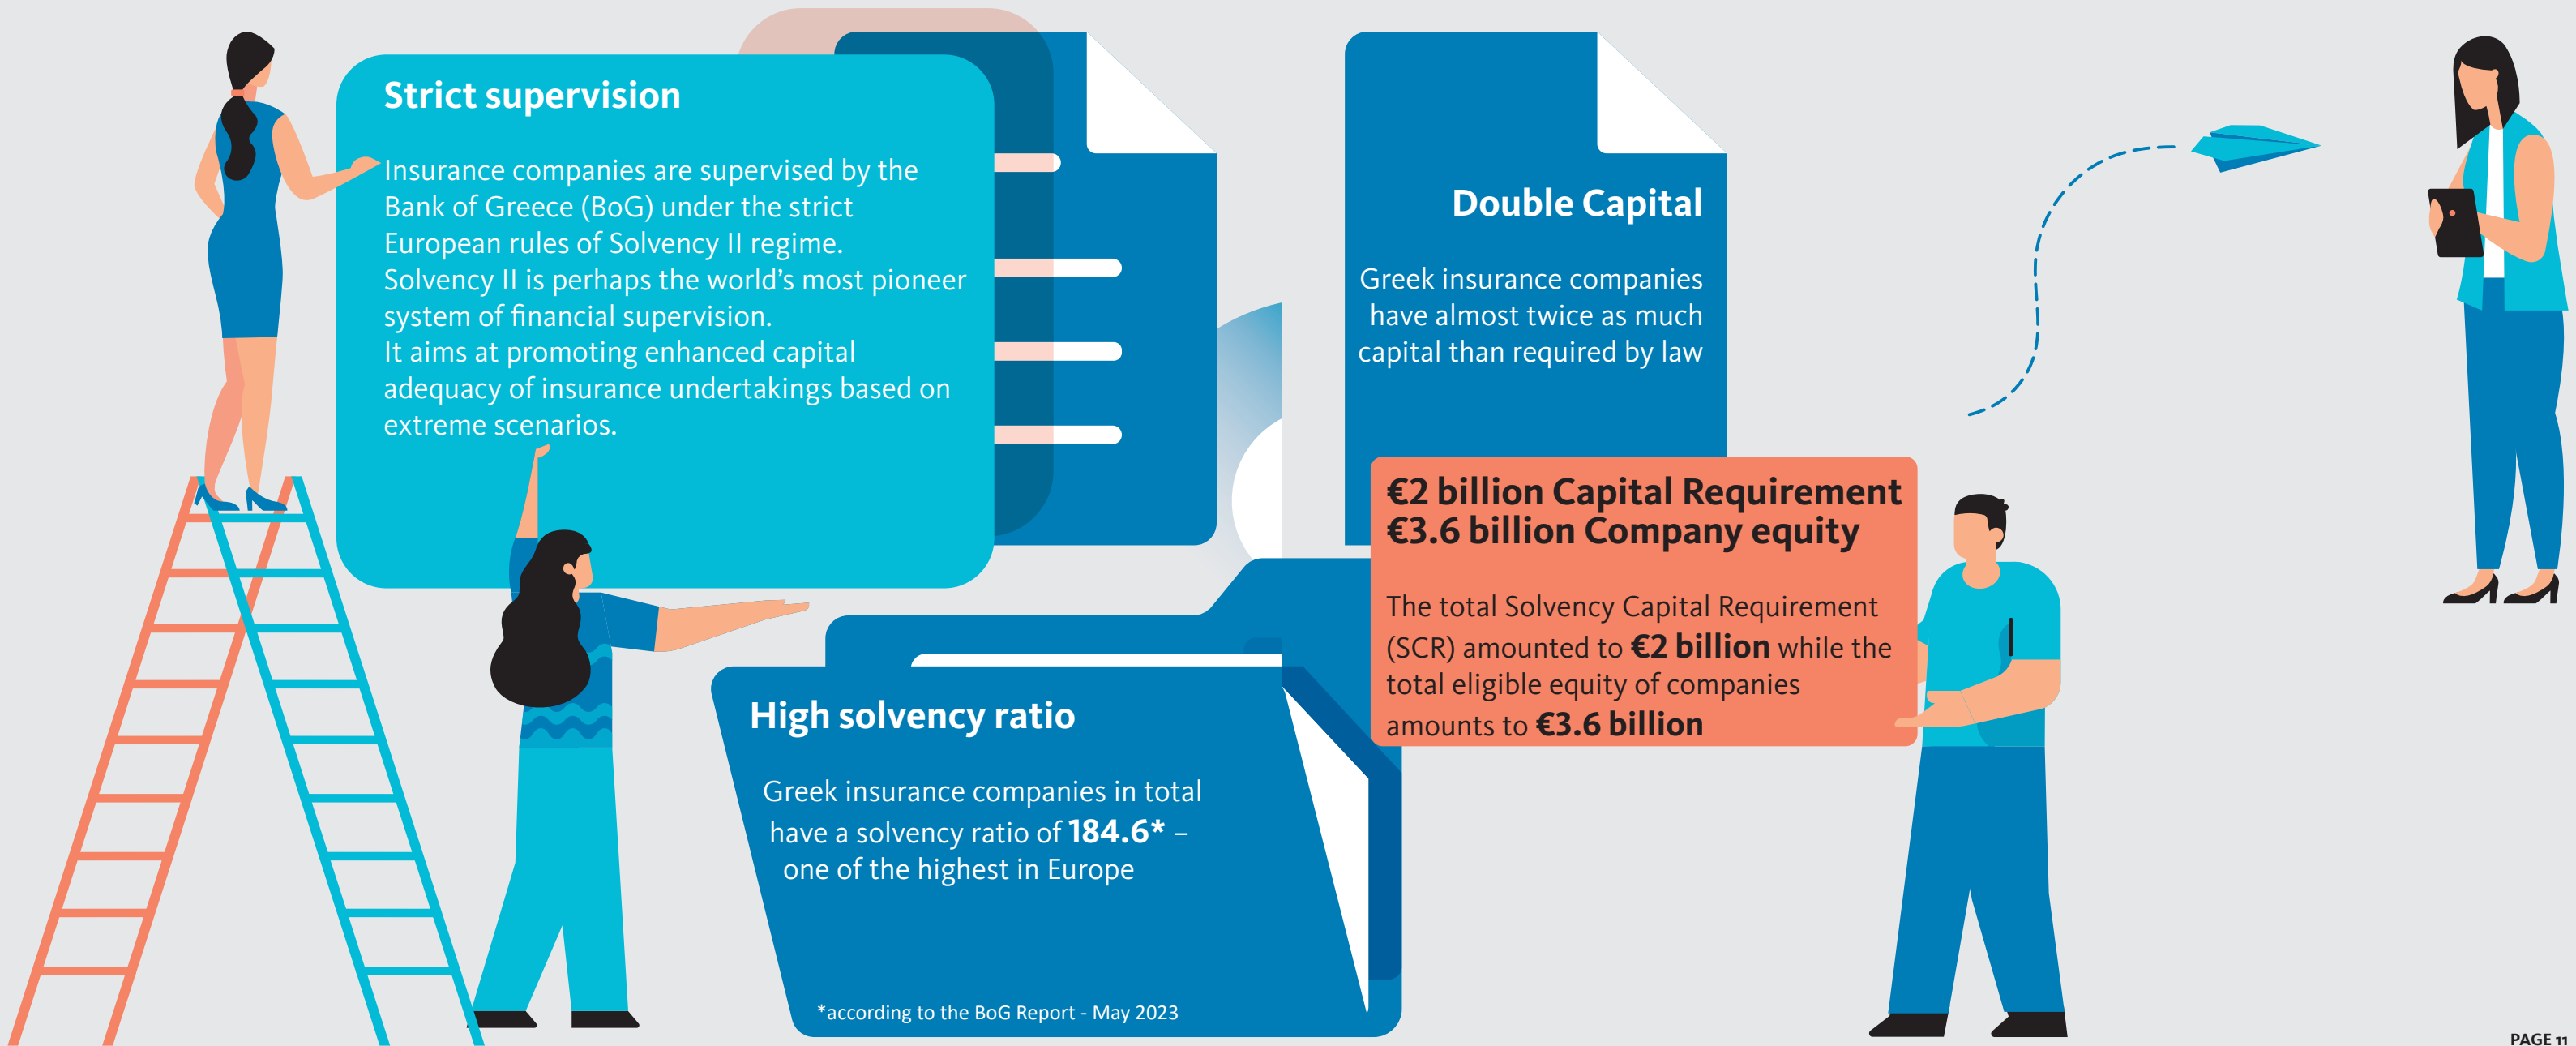 Strict supervision
Insurance companies are supervised by the
Bank of Greece (BoG) under the strict
European rules of Solvency II regime.
Solvency II is perhaps the world's most pioneer
system of financial supervision.
It aims at promoting enhanced capital
adequacy of insurance undertakings based on
extreme scenarios.
Double Capital
Greek insurance companies
have almost twice as much
capital than required by law
€2 billion Capital Requirement
€3.6 billion Company equity
The total Solvency Capital Requirement
(SCR) amounted to €2 billion while the
total eligible equity of companies
amounts to €3.6 billion
High solvency ratio
Greek insurance companies in total
have a solvency ratio of 184.6* –
one of the highest in Europe
*according to the BoG Report - May 2023
PAGE 11